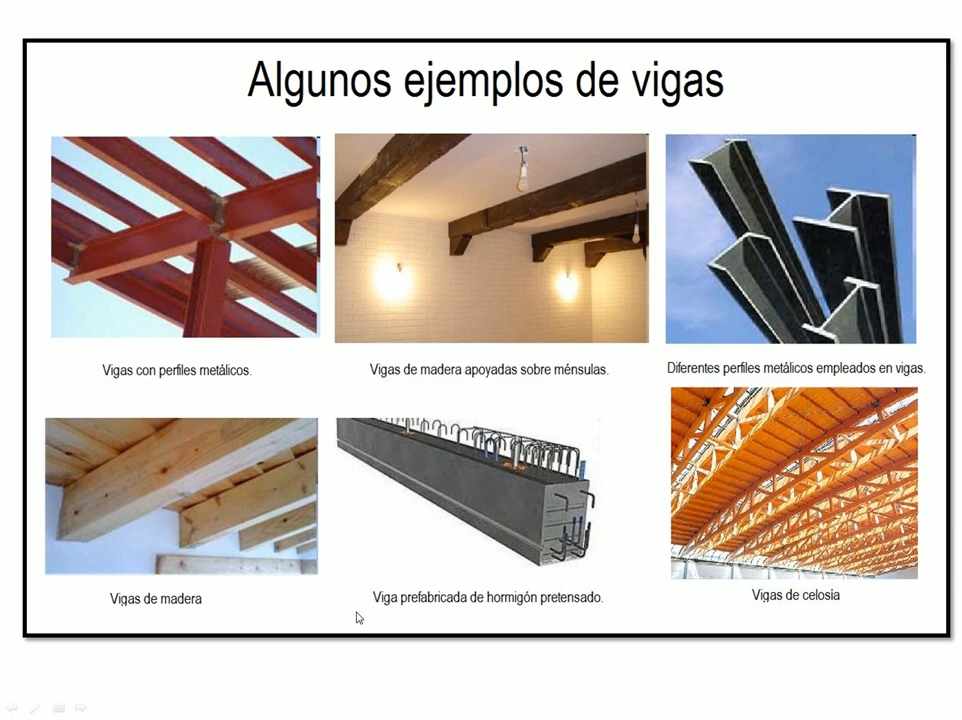 Algunos ejemplos de vigas
Vigas con perfiles metálicos.
Vigas de madera apoyadas sobre ménsulas.
Diferentes perfiles metálicos empleados en vigas.
Vigas de madera
Viga prefabricada de hormigón pretensado.
Vigas de celosía